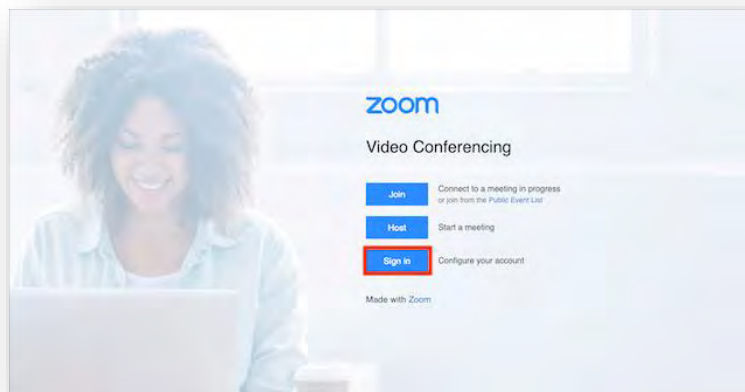 zoom
Video Conferencing
Join
Connect to a meeting in progress
or join from the Public Event List
Host
Start a meeting
Sign in
Configure your account
Made with Zoom